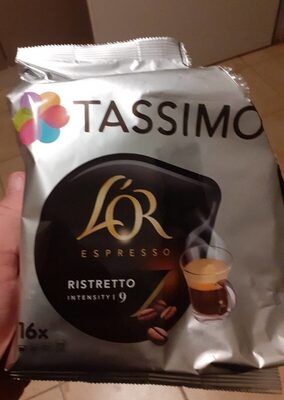 TASSIMO
L'OR
ESPRESSO
RISTRETTO
INTENSITY | 9
16x